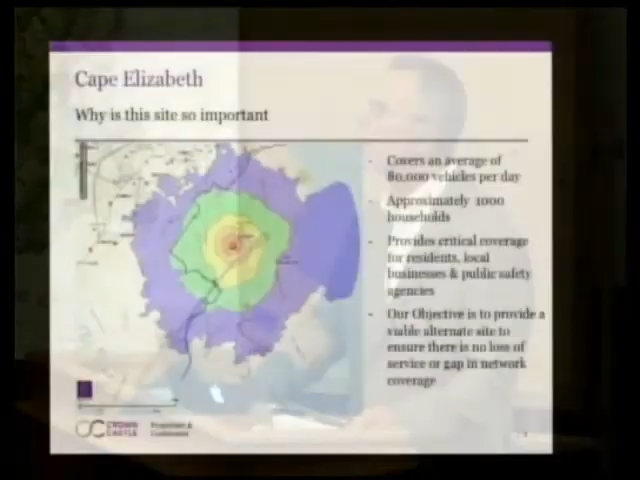 Cape Elizabeth
Why is this site so important
- Covers an average of
80,000 vehicles per day
- Approximately 1000
households
- Provides critical coverage
for residents, local
businesses & public safety
agencies
- Our Objective is to provide a
viable alternate site to
ensure there is no loss of
service or gap in network
coverage
CROWN
CASTLE
Proprietary &
Confidential